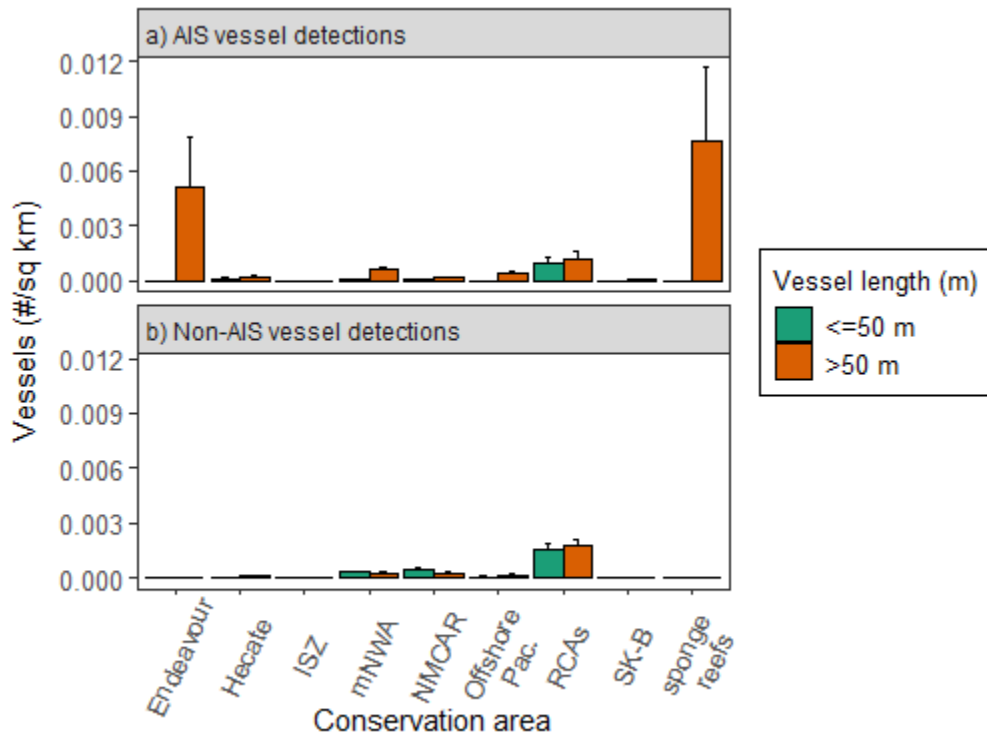 a) AIS vessel detections
0.012
0.009
0.006
0.003
0.000
b) Non-AIS vessel detections
0.012
0.009
0.006
0.003
0.000
Vessels (#/sq km)
Endeavour
Hecate
ISZ
mNWA
NMCAR
Offshore
Pac.
RCAs
SK-B
sponge
reefs
Conservation area
Vessel length (m)
<=50 m
>50 m